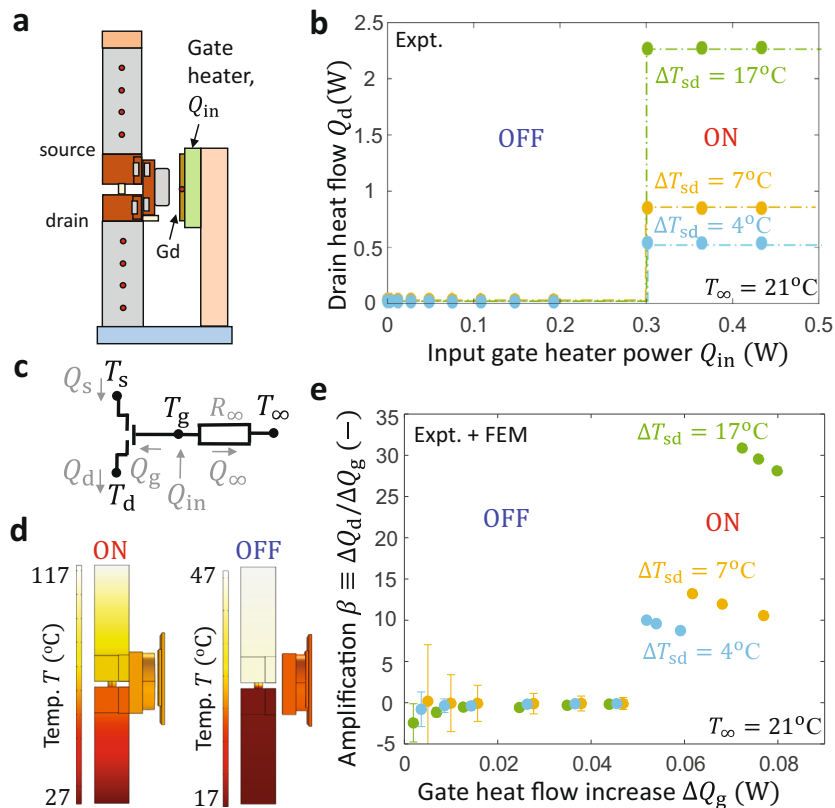 a
Gate
heater,
Q_in
source
drain
Gd
b
Expt.
Drain heat flow Q_d(W)
2.5
2
1.5
1
0.5
0
ΔT_sd = 17°C
OFF
ON
ΔT_sd = 7°C
ΔT_sd = 4°C
T_∞ = 21°C
0
0.1
0.2
0.3
0.4
0.5
Input gate heater power Q_in (W)
c
Q_s
T_s
T_g
R_∞
T_∞
Q_g
Q_∞
Q_d
T_d
Q_in
d
ON
OFF
117
Temp. T (°C)
27
47
Temp. T (°C)
17
e
Expt. + FEM
Amplification β ≡ ΔQ_d/ΔQ_g (−)
35
30
25
20
15
10
5
0
-5
ΔT_sd = 17°C
OFF
ON
ΔT_sd = 7°C
ΔT_sd = 4°C
T_∞ = 21°C
0
0.02
0.04
0.06
0.08
Gate heat flow increase ΔQ_g (W)